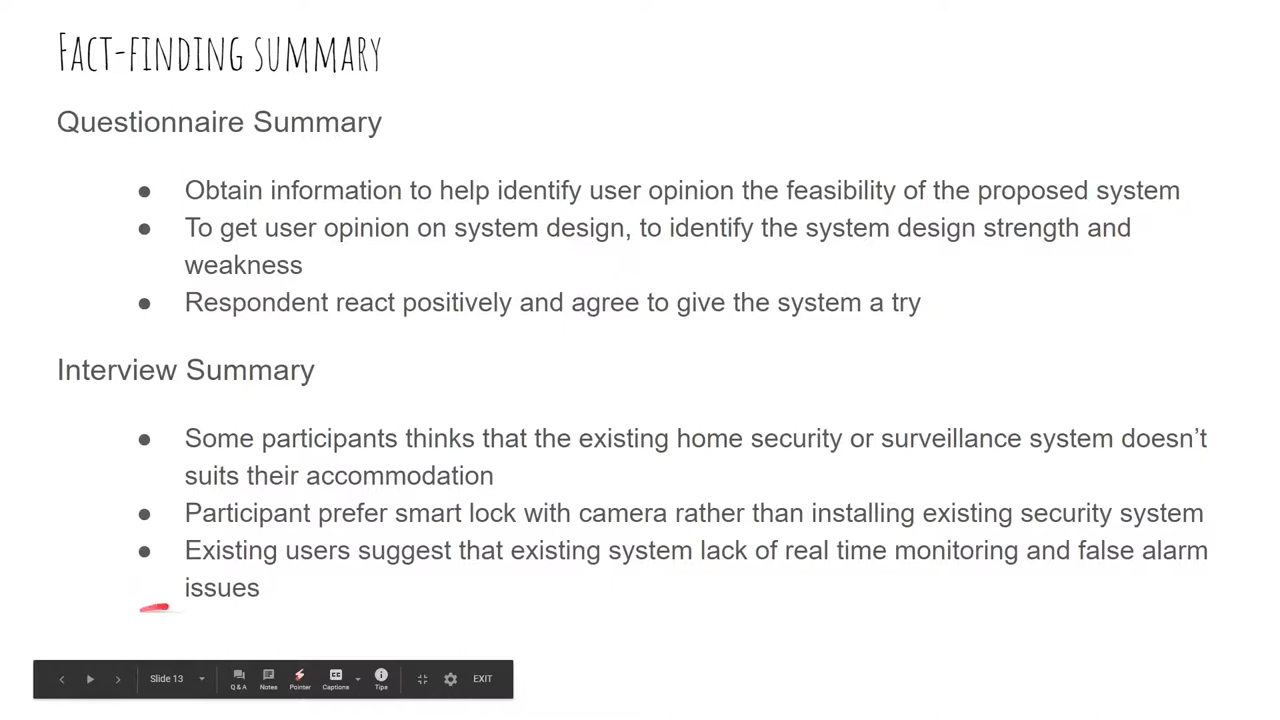 FACT-FINDING SUMMARY
Questionnaire Summary
● Obtain information to help identify user opinion the feasibility of the proposed system
● To get user opinion on system design, to identify the system design strength and
weakness
● Respondent react positively and agree to give the system a try
Interview Summary
● Some participants thinks that the existing home security or surveillance system doesn’t
suits their accommodation
● Participant prefer smart lock with camera rather than installing existing security system
● Existing users suggest that existing system lack of real time monitoring and false alarm
issues
Slide 13 Q & A Notes Pointer CC Captions Tips EXIT